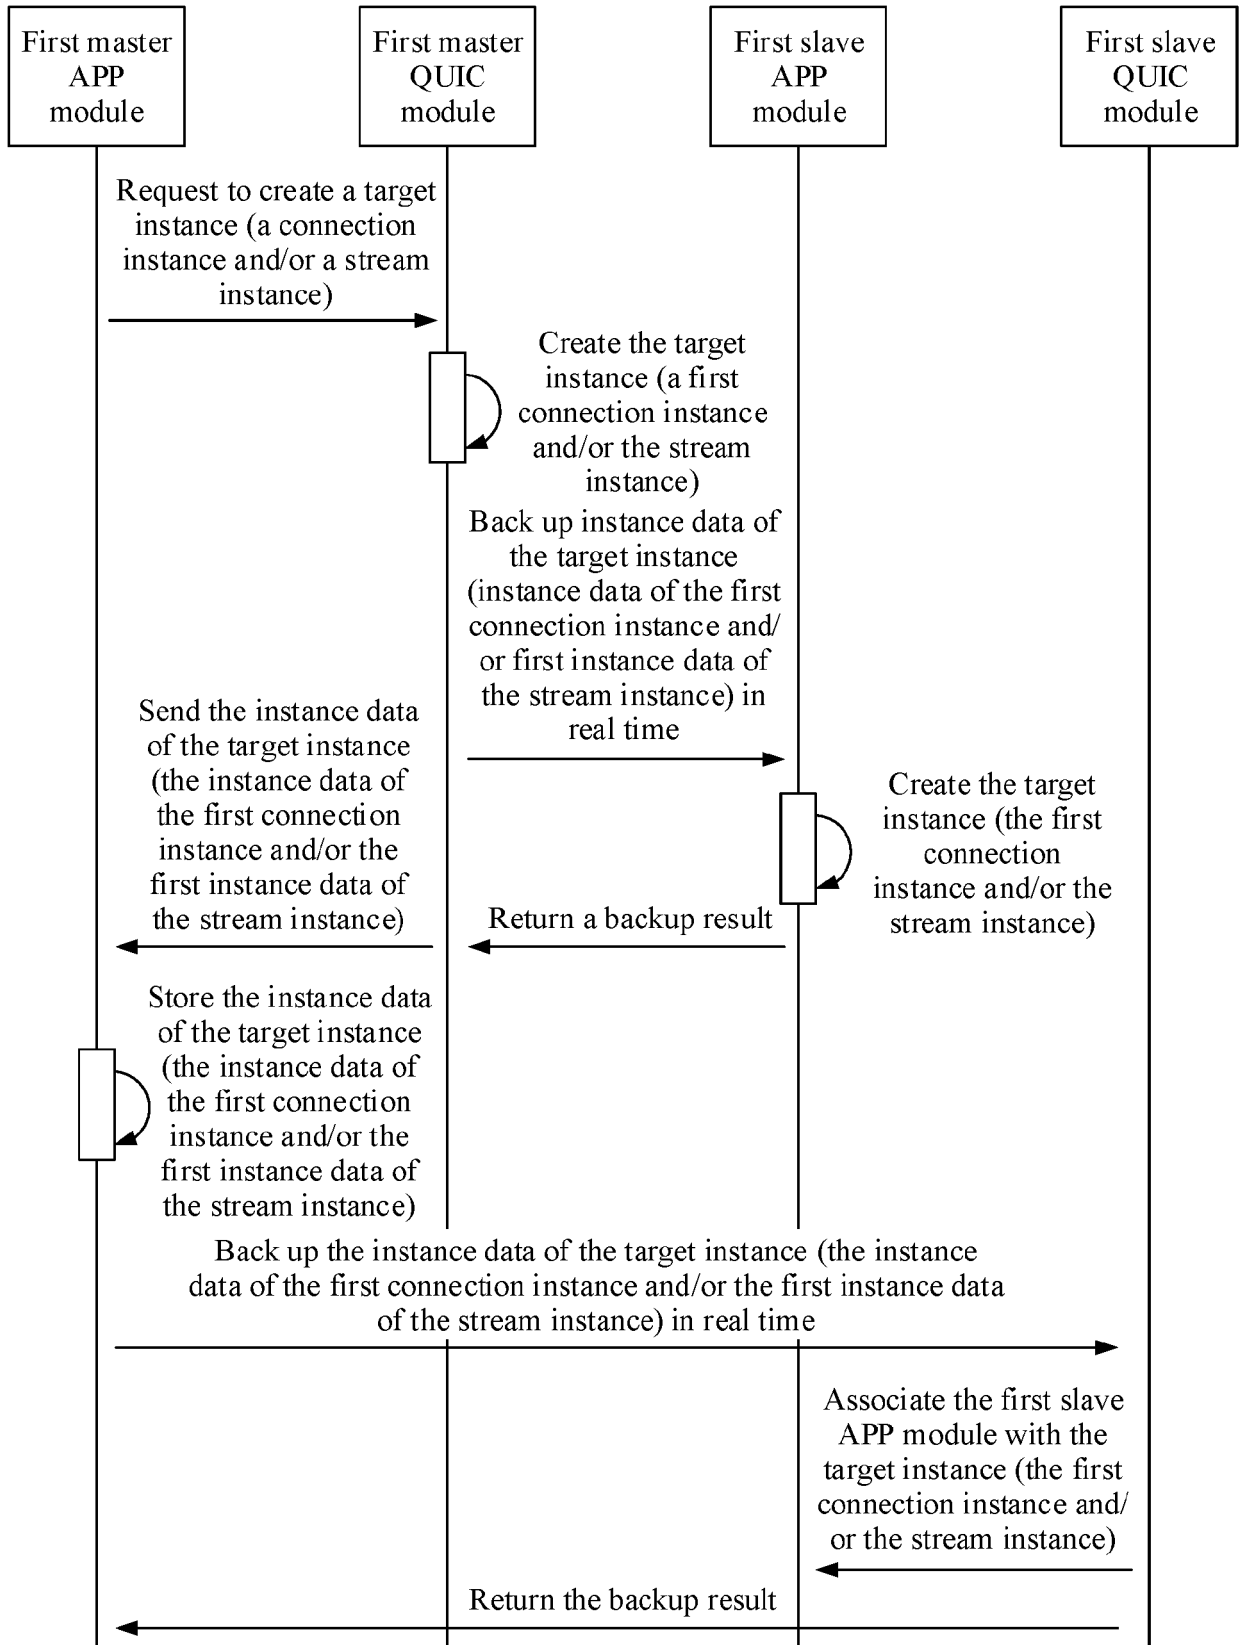 First master
APP
module
First master
QUIC
module
First slave
APP
module
First slave
QUIC
module
Request to create a target
instance (a connection
instance and/or a stream
instance)
Create the target
instance (a first
connection instance
and/or the stream
instance)
Back up instance data of
the target instance
(instance data of the first
connection instance and/
or first instance data of
the stream instance) in
real time
Send the instance data
of the target instance
(the instance data of
the first connection
instance and/or the
first instance data of
the stream instance)
Create the target
instance (the first
connection
instance and/or the
stream instance)
Return a backup result
Store the instance data
of the target instance
(the instance data of
the first connection
instance and/or the
first instance data of
the stream instance)
Back up the instance data of the target instance (the instance
data of the first connection instance and/or the first instance data
of the stream instance) in real time
Associate the first slave
APP module with the
target instance (the first
connection instance and/
or the stream instance)
Return the backup result